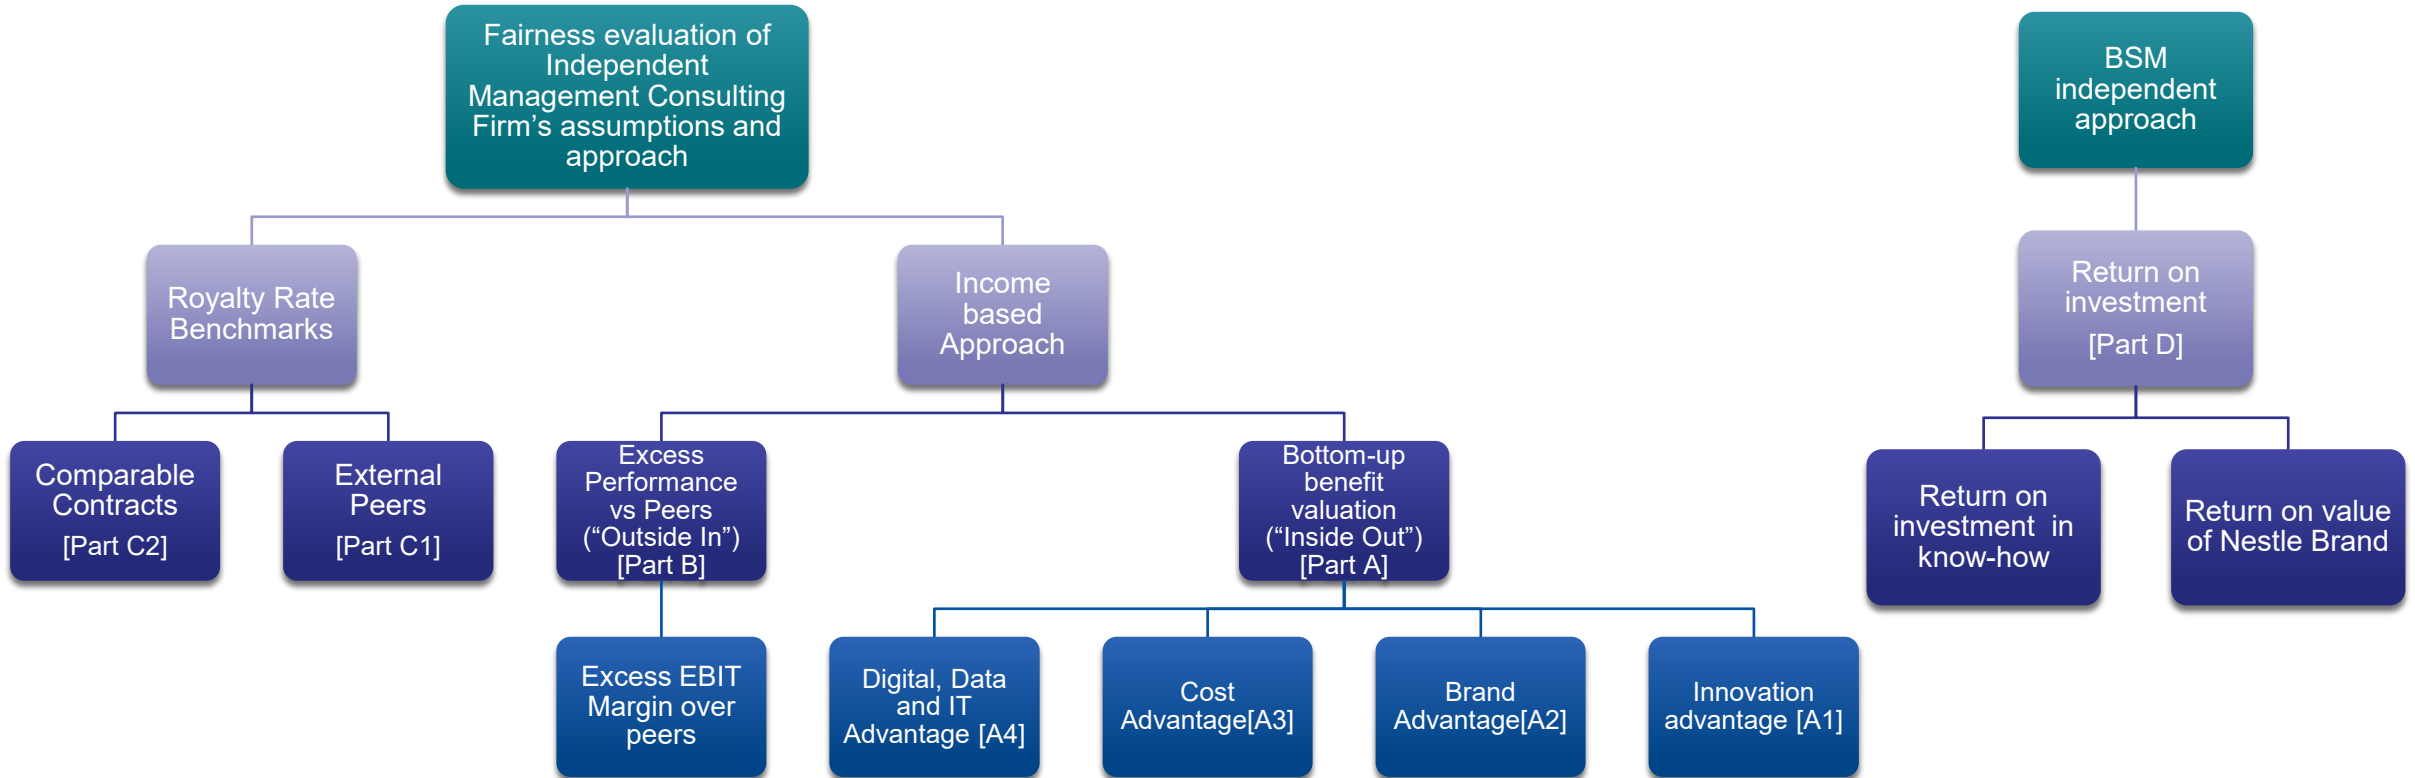 Fairness evaluation of
Independent
Management Consulting
Firm’s assumptions and
approach
BSM
independent
approach
Royalty Rate
Benchmarks
Income
based
Approach
Return on
investment
[Part D]
Comparable
Contracts
[Part C2]
External
Peers
[Part C1]
Excess
Performance
vs Peers
(“Outside In”)
[Part B]
Bottom-up
benefit
valuation
(“Inside Out”)
[Part A]
Return on
investment in
know-how
Return on value
of Nestle Brand
Excess EBIT
Margin over
peers
Digital, Data
and IT
Advantage [A4]
Cost
Advantage[A3]
Brand
Advantage[A2]
Innovation
advantage [A1]